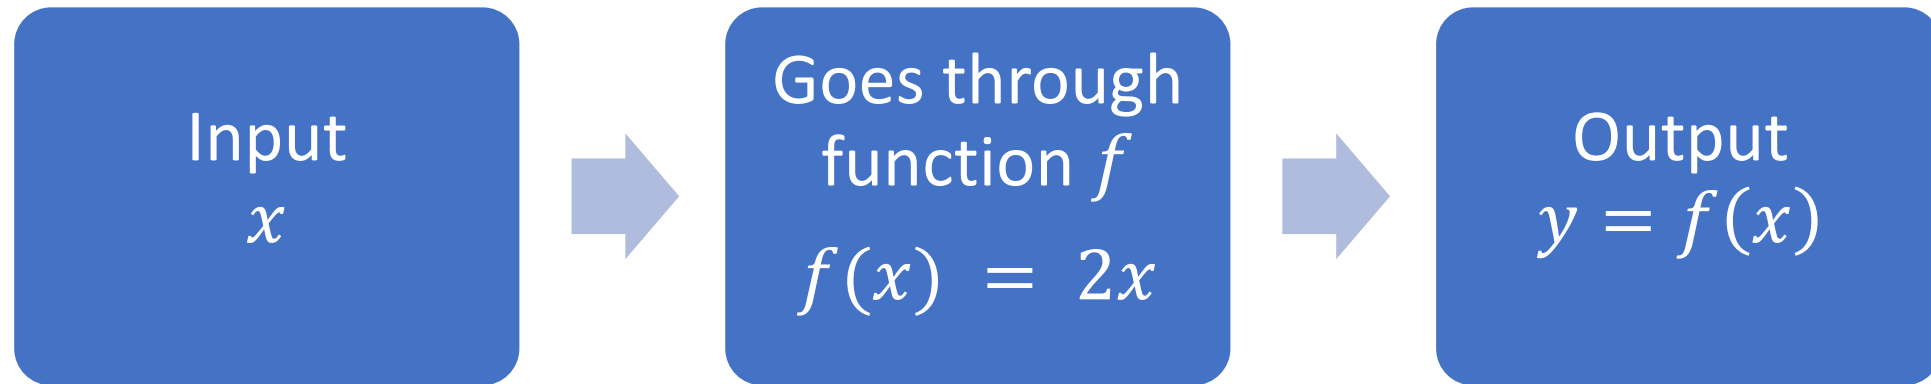 Input
x
Goes through
function f
f(x) = 2x
Output
y = f(x)